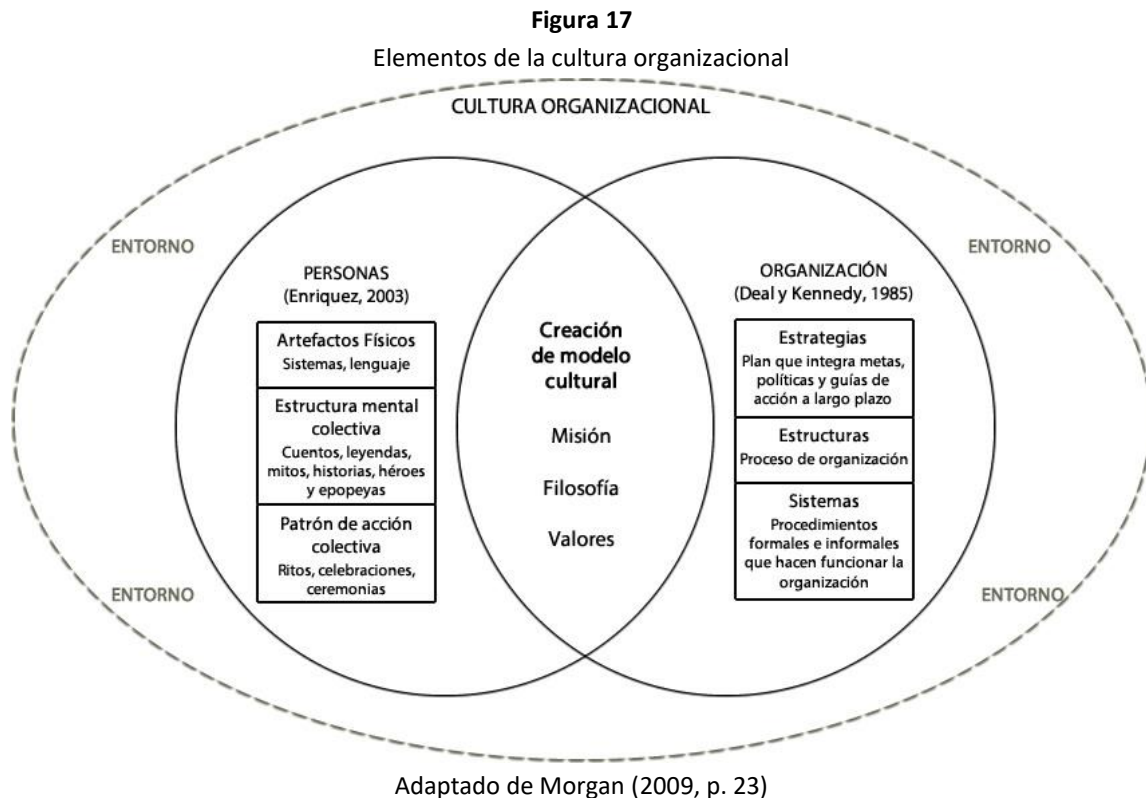 Figura 17
Elementos de la cultura organizacional
CULTURA ORGANIZACIONAL
ENTORNO
ENTORNO
PERSONAS
(Enriquez, 2003)
Artefactos Físicos
Sistemas, lenguaje
Estructura mental
colectiva
Cuentos, leyendas,
mitos, historias, héroes
y epopeyas
Patrón de acción
colectiva
Ritos, celebraciones,
ceremonias
Creación
de modelo
cultural
Misión
Filosofía
Valores
ORGANIZACIÓN
(Deal y Kennedy, 1985)
Estrategias
Plan que integra metas,
políticas y guías de
acción a largo plazo
Estructuras
Proceso de organización
Sistemas
Procedimientos
formales e informales
que hacen funcionar la
organización
ENTORNO
ENTORNO
Adaptado de Morgan (2009, p. 23)